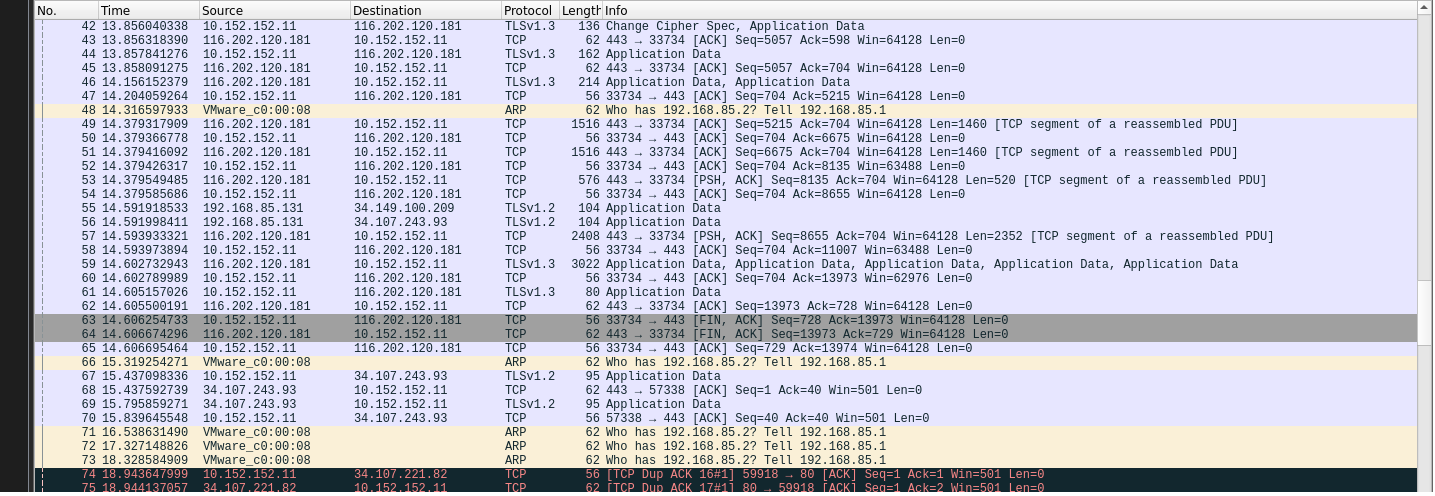 No. Time Source Destination Protocol Length Info
42 13.856040338 10.152.152.11 116.202.120.181 TLSv1.3 136 Change Cipher Spec, Application Data
43 13.856318390 116.202.120.181 10.152.152.11 TCP 62 443 → 33734 [ACK] Seq=5057 Ack=598 Win=64128 Len=0
44 13.857841276 10.152.152.11 116.202.120.181 TLSv1.3 162 Application Data
45 13.858091275 116.202.120.181 10.152.152.11 TCP 62 443 → 33734 [ACK] Seq=5057 Ack=704 Win=64128 Len=0
46 14.156152379 116.202.120.181 10.152.152.11 TLSv1.3 214 Application Data, Application Data
47 14.204059264 10.152.152.11 116.202.120.181 TCP 56 33734 → 443 [ACK] Seq=704 Ack=5215 Win=64128 Len=0
48 14.316597933 VMware_c0:00:08 ARP 62 Who has 192.168.85.2? Tell 192.168.85.1
49 14.379317909 116.202.120.181 10.152.152.11 TCP 1516 443 → 33734 [ACK] Seq=5215 Ack=704 Win=64128 Len=1460 [TCP segment of a reassembled PDU]
50 14.379366778 10.152.152.11 116.202.120.181 TCP 56 33734 → 443 [ACK] Seq=704 Ack=6675 Win=64128 Len=0
51 14.379416092 116.202.120.181 10.152.152.11 TCP 1516 443 → 33734 [ACK] Seq=6675 Ack=704 Win=64128 Len=1460 [TCP segment of a reassembled PDU]
52 14.379426317 10.152.152.11 116.202.120.181 TCP 56 33734 → 443 [ACK] Seq=704 Ack=8135 Win=63488 Len=0
53 14.379549485 116.202.120.181 10.152.152.11 TCP 576 443 → 33734 [PSH, ACK] Seq=8135 Ack=704 Win=64128 Len=520 [TCP segment of a reassembled PDU]
54 14.379585686 10.152.152.11 116.202.120.181 TCP 56 33734 → 443 [ACK] Seq=704 Ack=8655 Win=64128 Len=0
55 14.591918533 192.168.85.131 34.149.100.209 TLSv1.2 104 Application Data
56 14.591998411 192.168.85.131 34.107.243.93 TLSv1.2 104 Application Data
57 14.593933321 116.202.120.181 10.152.152.11 TCP 2408 443 → 33734 [PSH, ACK] Seq=8655 Ack=704 Win=64128 Len=2352 [TCP segment of a reassembled PDU]
58 14.593973894 10.152.152.11 116.202.120.181 TCP 56 33734 → 443 [ACK] Seq=704 Ack=11007 Win=63488 Len=0
59 14.602732943 116.202.120.181 10.152.152.11 TLSv1.3 3022 Application Data, Application Data, Application Data, Application Data, Application Data
60 14.602789989 10.152.152.11 116.202.120.181 TCP 56 33734 → 443 [ACK] Seq=704 Ack=13973 Win=62976 Len=0
61 14.605157026 10.152.152.11 116.202.120.181 TLSv1.3 80 Application Data
62 14.605500191 116.202.120.181 10.152.152.11 TCP 62 443 → 33734 [ACK] Seq=13973 Ack=728 Win=64128 Len=0
63 14.606254733 10.152.152.11 116.202.120.181 TCP 56 33734 → 443 [FIN, ACK] Seq=728 Ack=13973 Win=64128 Len=0
64 14.606674296 116.202.120.181 10.152.152.11 TCP 62 443 → 33734 [FIN, ACK] Seq=13973 Ack=729 Win=64128 Len=0
65 14.606695464 10.152.152.11 116.202.120.181 TCP 56 33734 → 443 [ACK] Seq=729 Ack=13974 Win=64128 Len=0
66 15.319254271 VMware_c0:00:08 ARP 62 Who has 192.168.85.2? Tell 192.168.85.1
67 15.437098336 10.152.152.11 34.107.243.93 TLSv1.2 95 Application Data
68 15.437592739 34.107.243.93 10.152.152.11 TCP 62 443 → 57338 [ACK] Seq=1 Ack=40 Win=501 Len=0
69 15.795859271 34.107.243.93 10.152.152.11 TLSv1.2 95 Application Data
70 15.839645548 10.152.152.11 34.107.243.93 TCP 56 57338 → 443 [ACK] Seq=40 Ack=40 Win=501 Len=0
71 16.538631490 VMware_c0:00:08 ARP 62 Who has 192.168.85.2? Tell 192.168.85.1
72 17.327148826 VMware_c0:00:08 ARP 62 Who has 192.168.85.2? Tell 192.168.85.1
73 18.328584909 VMware_c0:00:08 ARP 62 Who has 192.168.85.2? Tell 192.168.85.1
74 18.943647999 10.152.152.11 34.107.221.82 TCP 56 [TCP Dup ACK 16#1] 59918 → 80 [ACK] Seq=1 Ack=1 Win=501 Len=0
75 18.944137057 34.107.221.82 10.152.152.11 TCP 62 [TCP Dup ACK 17#1] 80 → 59918 [ACK] Seq=1 Ack=2 Win=501 Len=0